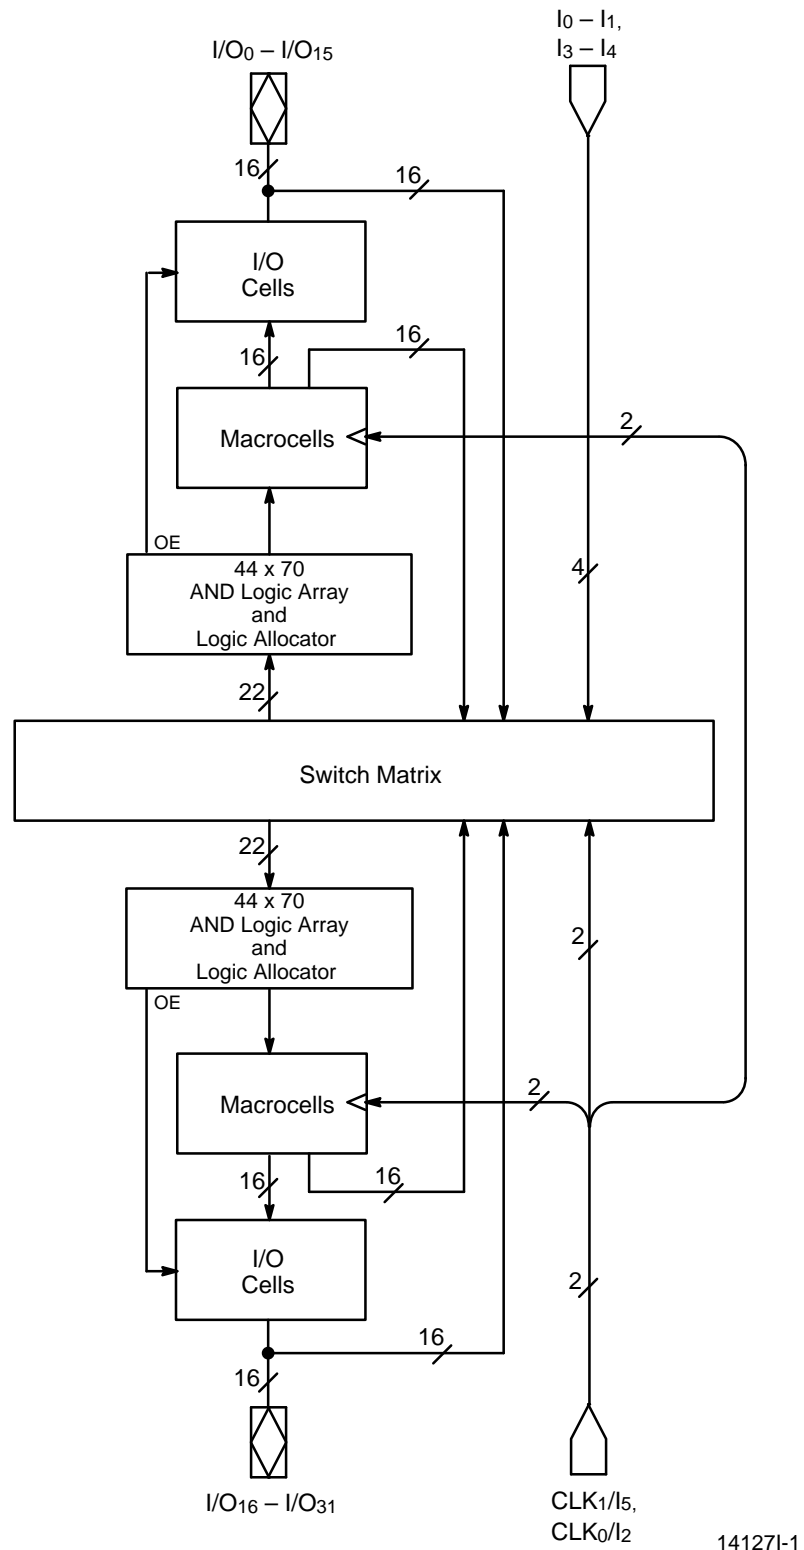 I/O0 – I/O15
I0 – I1,
I3 – I4
16
16
I/O
Cells
16
16
Macrocells
2
OE
44 x 70
AND Logic Array
and
Logic Allocator
4
22
Switch Matrix
22
44 x 70
AND Logic Array
and
Logic Allocator
2
OE
Macrocells
2
16
16
I/O
Cells
2
16
16
I/O16 – I/O31
CLK1/I5,
CLK0/I2
14127I-1